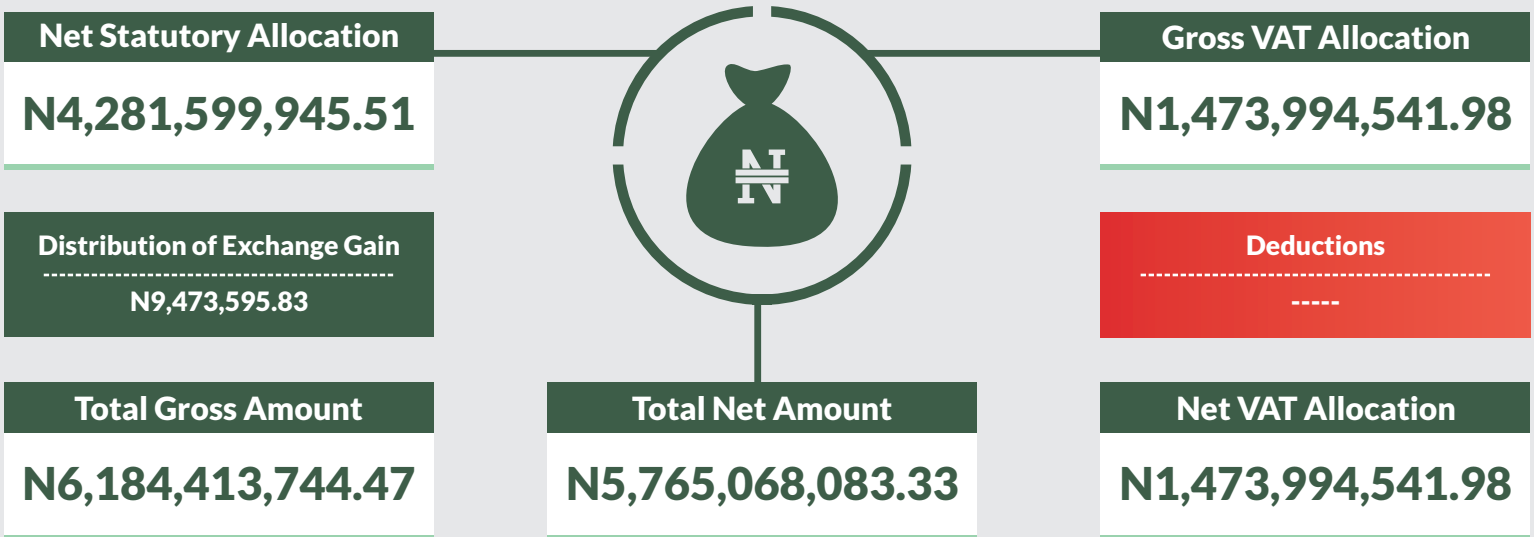 Net Statutory Allocation
N4,281,599,945.51
Gross VAT Allocation
N1,473,994,541.98
₦
Distribution of Exchange Gain
N9,473,595.83
Deductions
-----
Total Gross Amount
N6,184,413,744.47
Total Net Amount
N5,765,068,083.33
Net VAT Allocation
N1,473,994,541.98